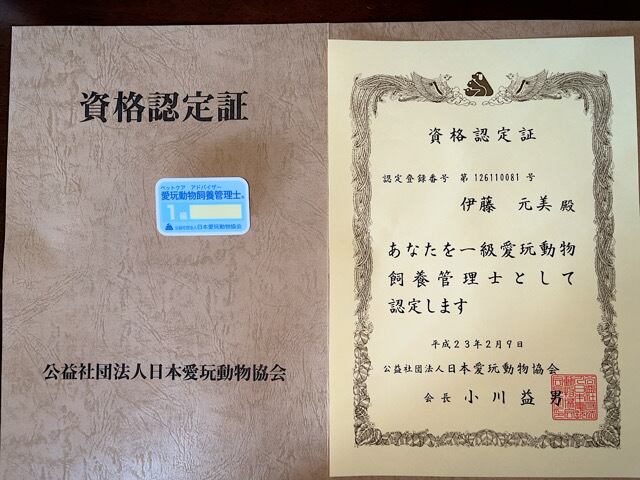 資格認定証
ペットケア アドバイザー
愛玩動物飼養管理士®
1級
公益社団法人日本愛玩動物協会
公益社団法人日本愛玩動物協会
資格認定証
認定登録番号 第126110081号
伊藤 元美 殿
あなたを一級愛玩動物
飼養管理士として
認定します
平成23年2月9日
公益社団法人日本愛玩動物協会
会長 小川益男